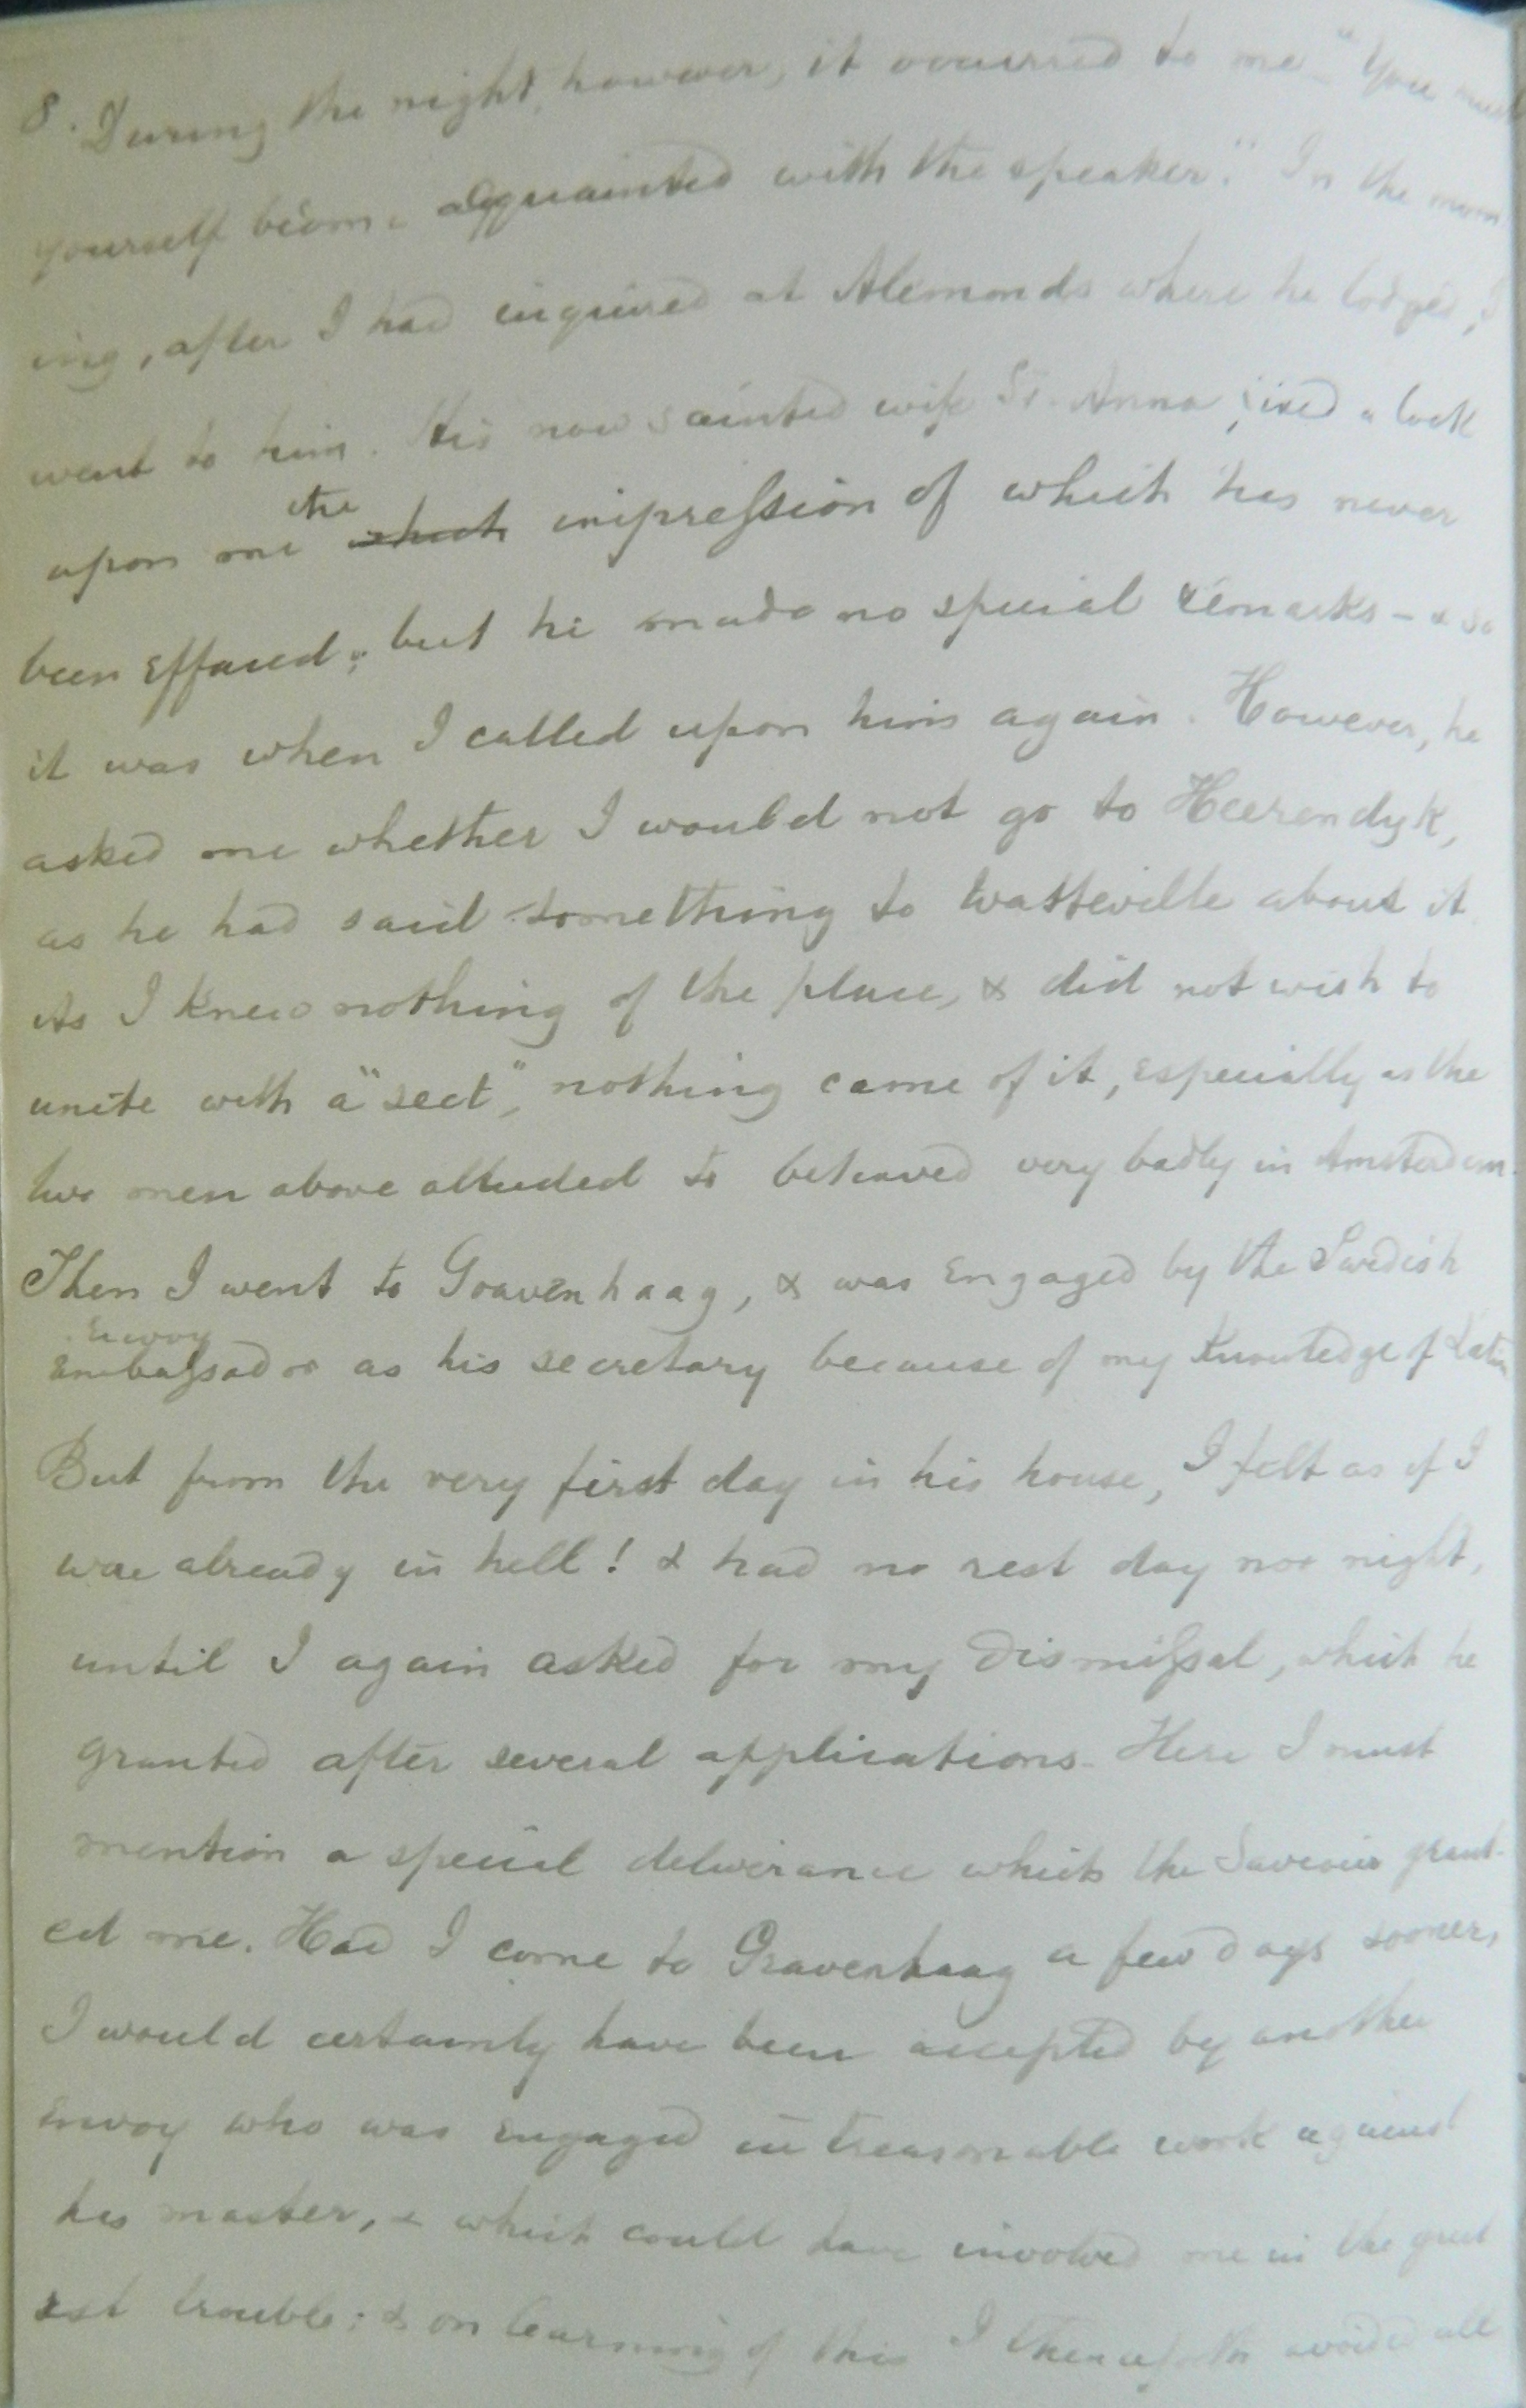 8. During the night, however, it occurred to me - "You must
yourself become acquainted with the speaker." In the morn
ing, after I had inquired at Alemonds where he lodged, I
went to him. His now sainted wife Sr. Anna, fixed a look
upon me the which impression of which has never
been effaced; but he made no special remarks - & so
it was when I called upon him again. However, he
asked me whether I would not go to Heerendyk,
as he had said something to Watteville about it.
As I knew nothing of the place, & did not wish to
unite with a "sect", nothing came of it, especially as the
two men above alluded to behaved very badly in Amsterdam.
Then I went to Gravenhaag, & was engaged by the Swedish
Envoy
Embassador as his secretary because of my knowledge of Latin
But from the very first day in his house, I felt as if I
was already in hell! & had no rest day nor night,
until I again asked for my dismissal, which he
granted after several applications. Here I must
mention a special deliverance which the Saviour grant-
ed me. Had I come to Gravenhaag a few days sooner,
I would certainly have been accepted by another
envoy who was engaged in treasonable work against
his master, & which could have involved me in the great
est trouble; & on learning of this I thenceforth avoided all